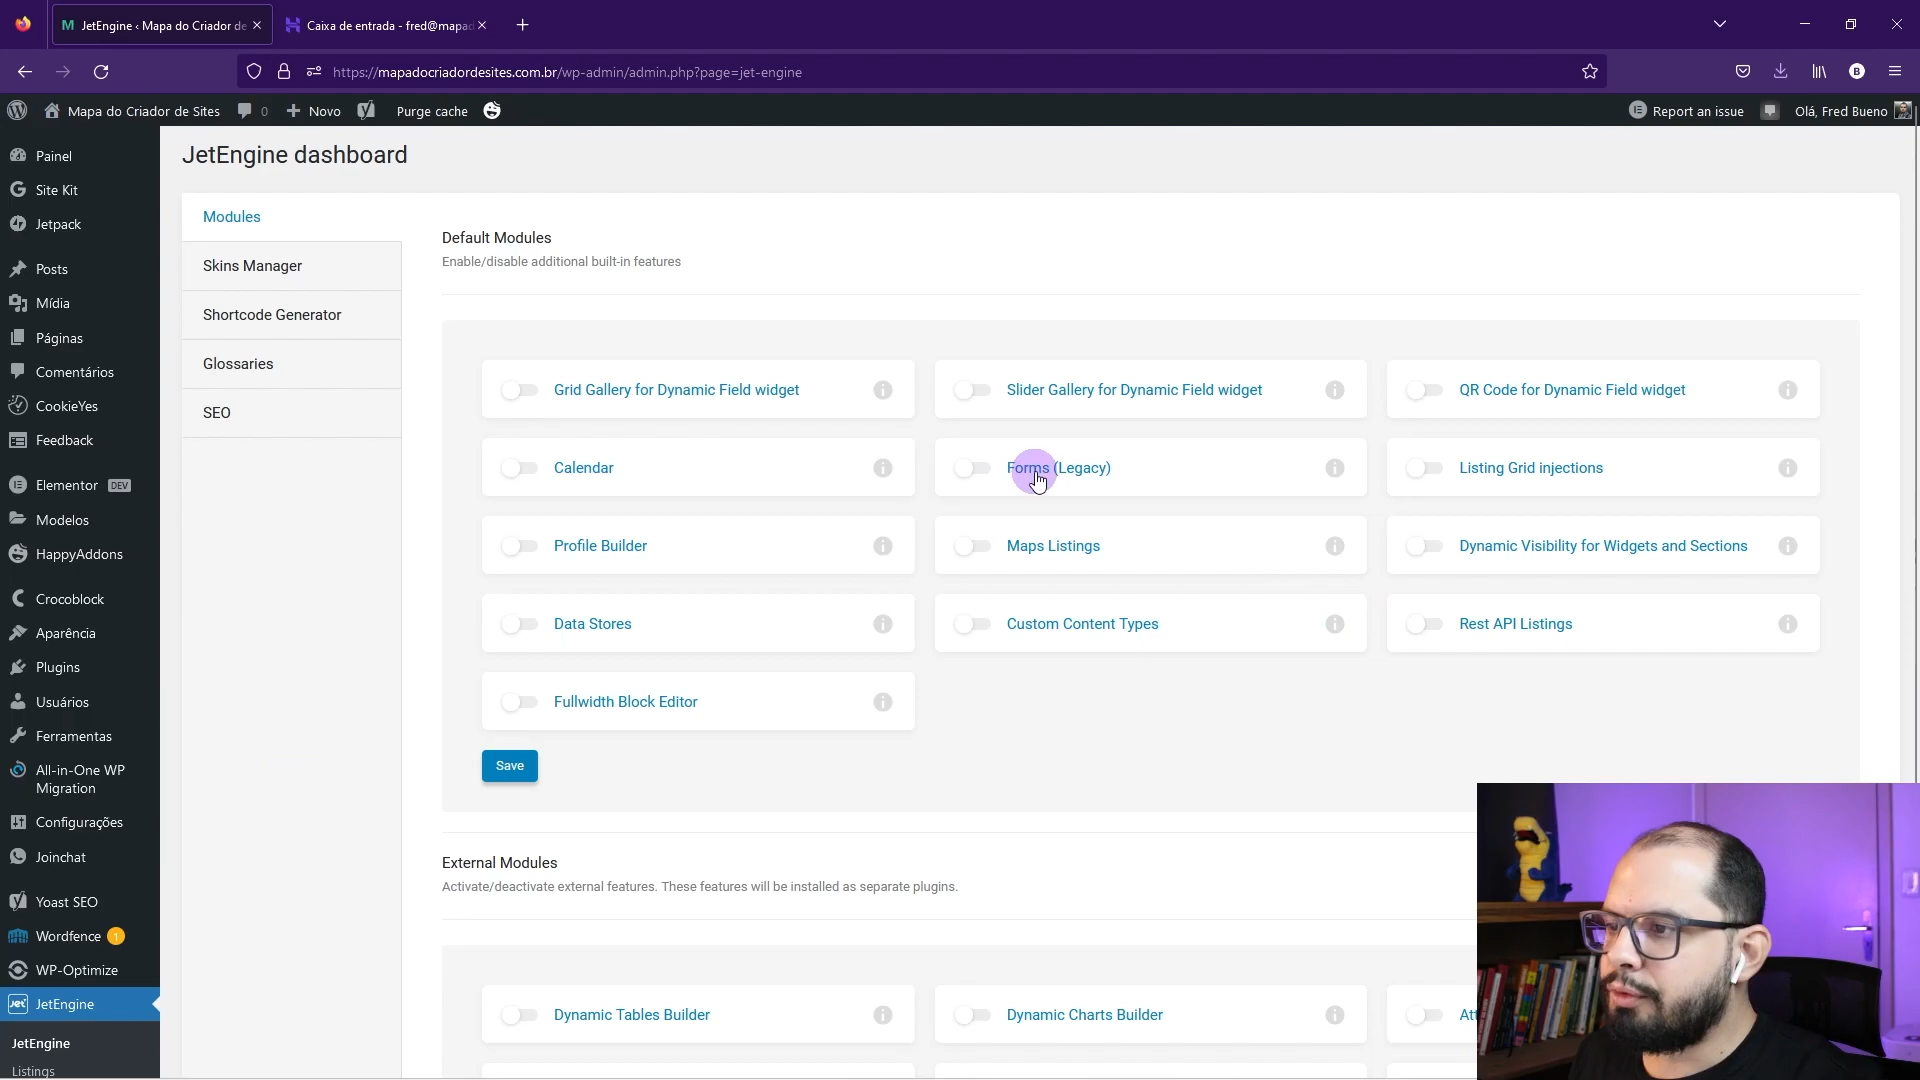 JetEngine ‹ Mapa do Criador de
Caixa de entrada - fred@mapad
https://mapadocriadordesites.com.br/wp-admin/admin.php?page=jet-engine
B
Mapa do Criador de Sites
0
Novo
Purge cache
Report an issue
Olá, Fred Bueno
Painel
Site Kit
Jetpack
Posts
Mídia
Páginas
Comentários
CookieYes
Feedback
Elementor DEV
Modelos
HappyAddons
Crocoblock
Aparência
Plugins
Usuários
Ferramentas
All-in-One WP
Migration
Configurações
Joinchat
Yoast SEO
Wordfence 1
WP-Optimize
JetEngine
JetEngine
Listings
JetEngine dashboard
Modules
Skins Manager
Shortcode Generator
Glossaries
SEO
Default Modules
Enable/disable additional built-in features
Grid Gallery for Dynamic Field widget
Slider Gallery for Dynamic Field widget
QR Code for Dynamic Field widget
Calendar
Forms (Legacy)
Listing Grid injections
Profile Builder
Maps Listings
Dynamic Visibility for Widgets and Sections
Data Stores
Custom Content Types
Rest API Listings
Fullwidth Block Editor
Save
External Modules
Activate/deactivate external features. These features will be installed as separate plugins.
Dynamic Tables Builder
Dynamic Charts Builder